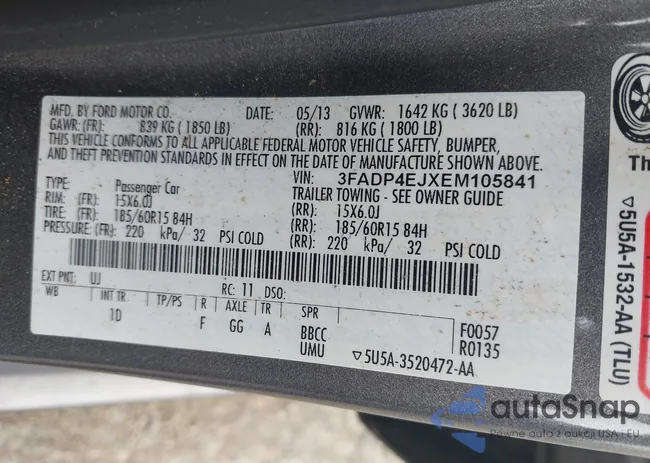 MFD. BY FORD MOTOR CO. DATE: 05/13 GVWR: 1642 KG ( 3620 LB)
GAWR: (FR): 839 KG ( 1850 LB) (RR): 816 KG ( 1800 LB)
THIS VEHICLE CONFORMS TO ALL APPLICABLE FEDERAL MOTOR VEHICLE SAFETY, BUMPER,
AND THEFT PREVENTION STANDARDS IN EFFECT ON THE DATE OF MANUFACTURE SHOWN ABOVE.
VIN: 3FADP4EJXEM105841
TYPE: Passenger Car TRAILER TOWING - SEE OWNER GUIDE
RIM: (FR): 15X6.0J (RR): 15X6.0J
TIRE: (FR): 185/60R15 84H (RR): 185/60R15 84H
PRESSURE: (FR): 220 kPa/ 32 PSI COLD (RR): 220 kPa/ 32 PSI COLD
EXT PNT: UJ RC: 11 DSO:
WB INT TR. TP/PS R AXLE TR SPR
1D F GG A BBCC F0057
UMU R0135
▽5U5A-3520472-AA
Th
▽5U5A-1532-AA (TLU)
autoSnap
Pewne auto z aukcji USA i EU